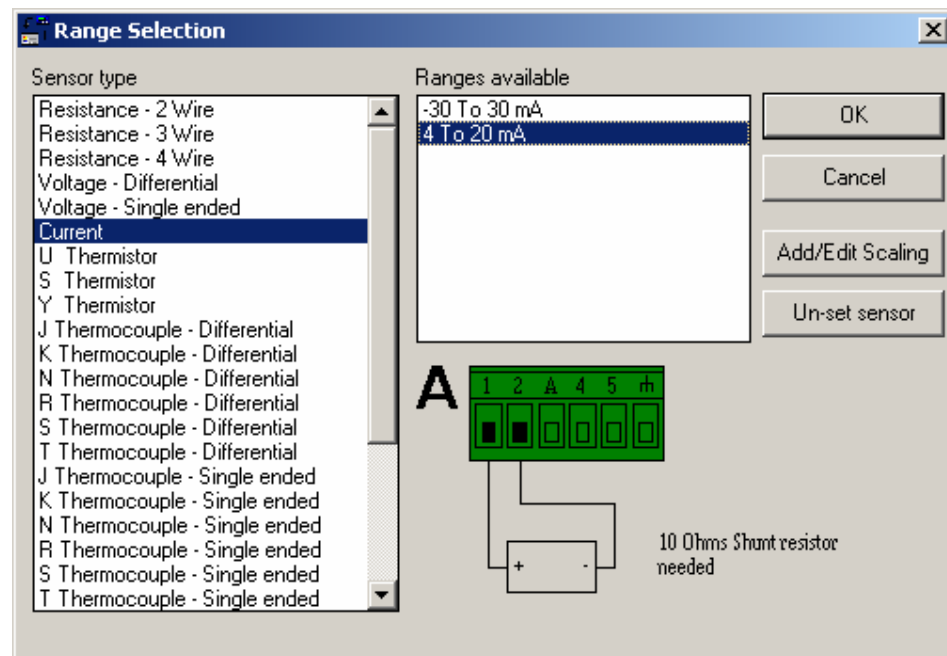 Range Selection
Sensor type
Resistance - 2 Wire
Resistance - 3 Wire
Resistance - 4 Wire
Voltage - Differential
Voltage - Single ended
Current
U Thermistor
S Thermistor
Y Thermistor
J Thermocouple - Differential
K Thermocouple - Differential
N Thermocouple - Differential
R Thermocouple - Differential
S Thermocouple - Differential
T Thermocouple - Differential
J Thermocouple - Single ended
K Thermocouple - Single ended
N Thermocouple - Single ended
R Thermocouple - Single ended
S Thermocouple - Single ended
T Thermocouple - Single ended
Ranges available
-30 To 30 mA
4 To 20 mA
OK
Cancel
Add/Edit Scaling
Un-set sensor
A
1 2 A 4 5
+ -
10 Ohms Shunt resistor
needed